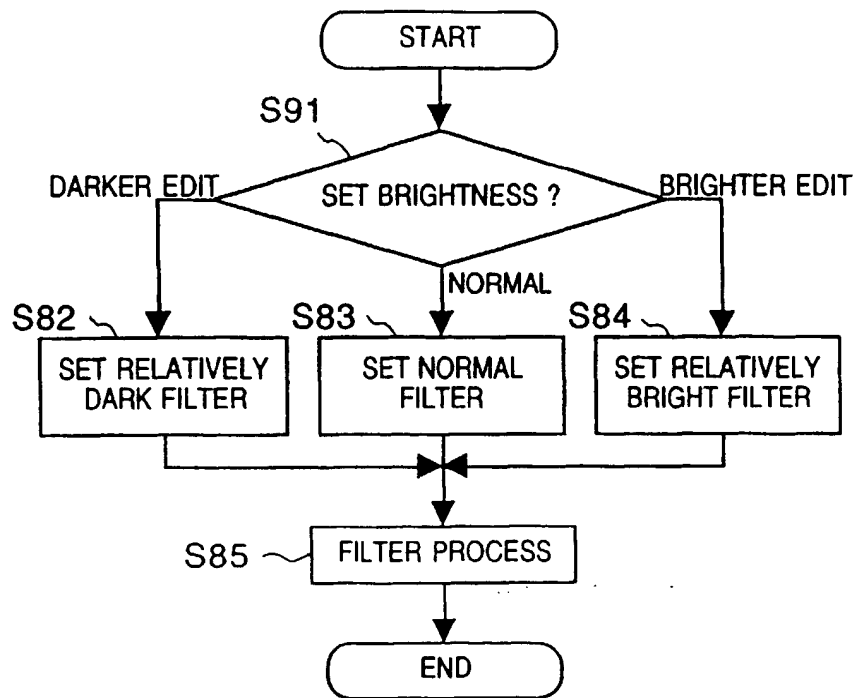 START
S91
DARKER EDIT
SET BRIGHTNESS ?
BRIGHTER EDIT
NORMAL
S82
S83
S84
SET RELATIVELY
DARK FILTER
SET NORMAL
FILTER
SET RELATIVELY
BRIGHT FILTER
S85
FILTER PROCESS
END